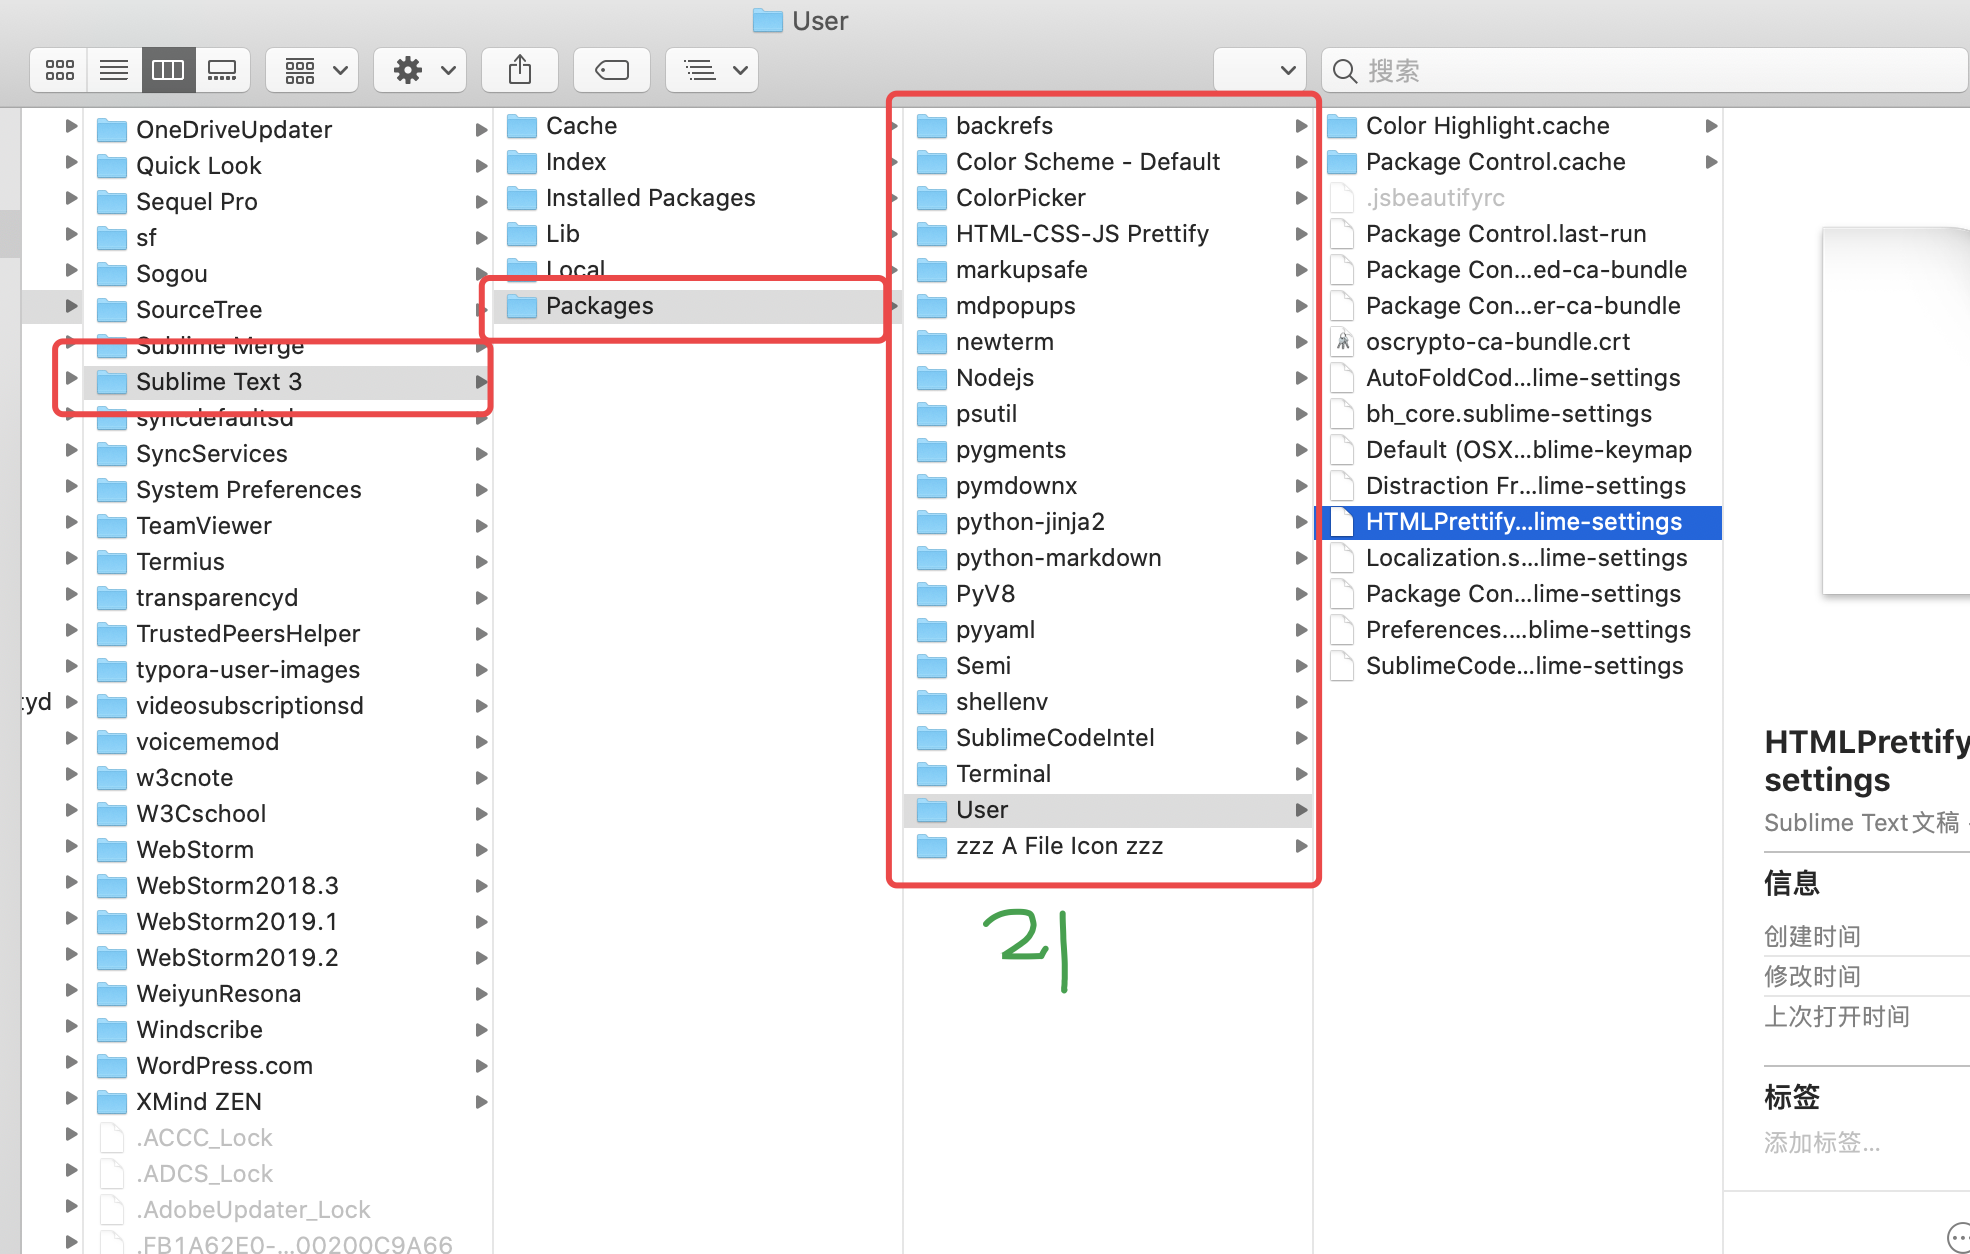 User
搜索
OneDriveUpdater
Quick Look
Sequel Pro
sf
Sogou
SourceTree
Sublime Merge
Sublime Text 3
syncdefaultsd
SyncServices
System Preferences
TeamViewer
Termius
transparencyd
TrustedPeersHelper
typora-user-images
:yd
videosubscriptionsd
voicememod
w3cnote
W3Cschool
WebStorm
WebStorm2018.3
WebStorm2019.1
WebStorm2019.2
WeiyunResona
Windscribe
WordPress.com
XMind ZEN
.ACCC_Lock
.ADCS_Lock
.AdobeUpdater_Lock
.FB1A62E0-...00200C9A66
Cache
Index
Installed Packages
Lib
Local
Packages
backrefs
Color Scheme - Default
ColorPicker
HTML-CSS-JS Prettify
markupsafe
mdpopups
newterm
Nodejs
psutil
pygments
pymdownx
python-jinja2
python-markdown
PyV8
pyyaml
Semi
shellenv
SublimeCodeIntel
Terminal
User
zzz A File Icon zzz
21
Color Highlight.cache
Package Control.cache
.jsbeautifyrc
Package Control.last-run
Package Con...ed-ca-bundle
Package Con...er-ca-bundle
oscrypto-ca-bundle.crt
AutoFoldCod...lime-settings
bh_core.sublime-settings
Default (OSX...blime-keymap
Distraction Fr...lime-settings
HTMLPrettify...lime-settings
Localization.s...lime-settings
Package Con...lime-settings
Preferences....blime-settings
SublimeCode...lime-settings
HTMLPrettify
settings
Sublime Text文稿
信息
创建时间
修改时间
上次打开时间
标签
添加标签...